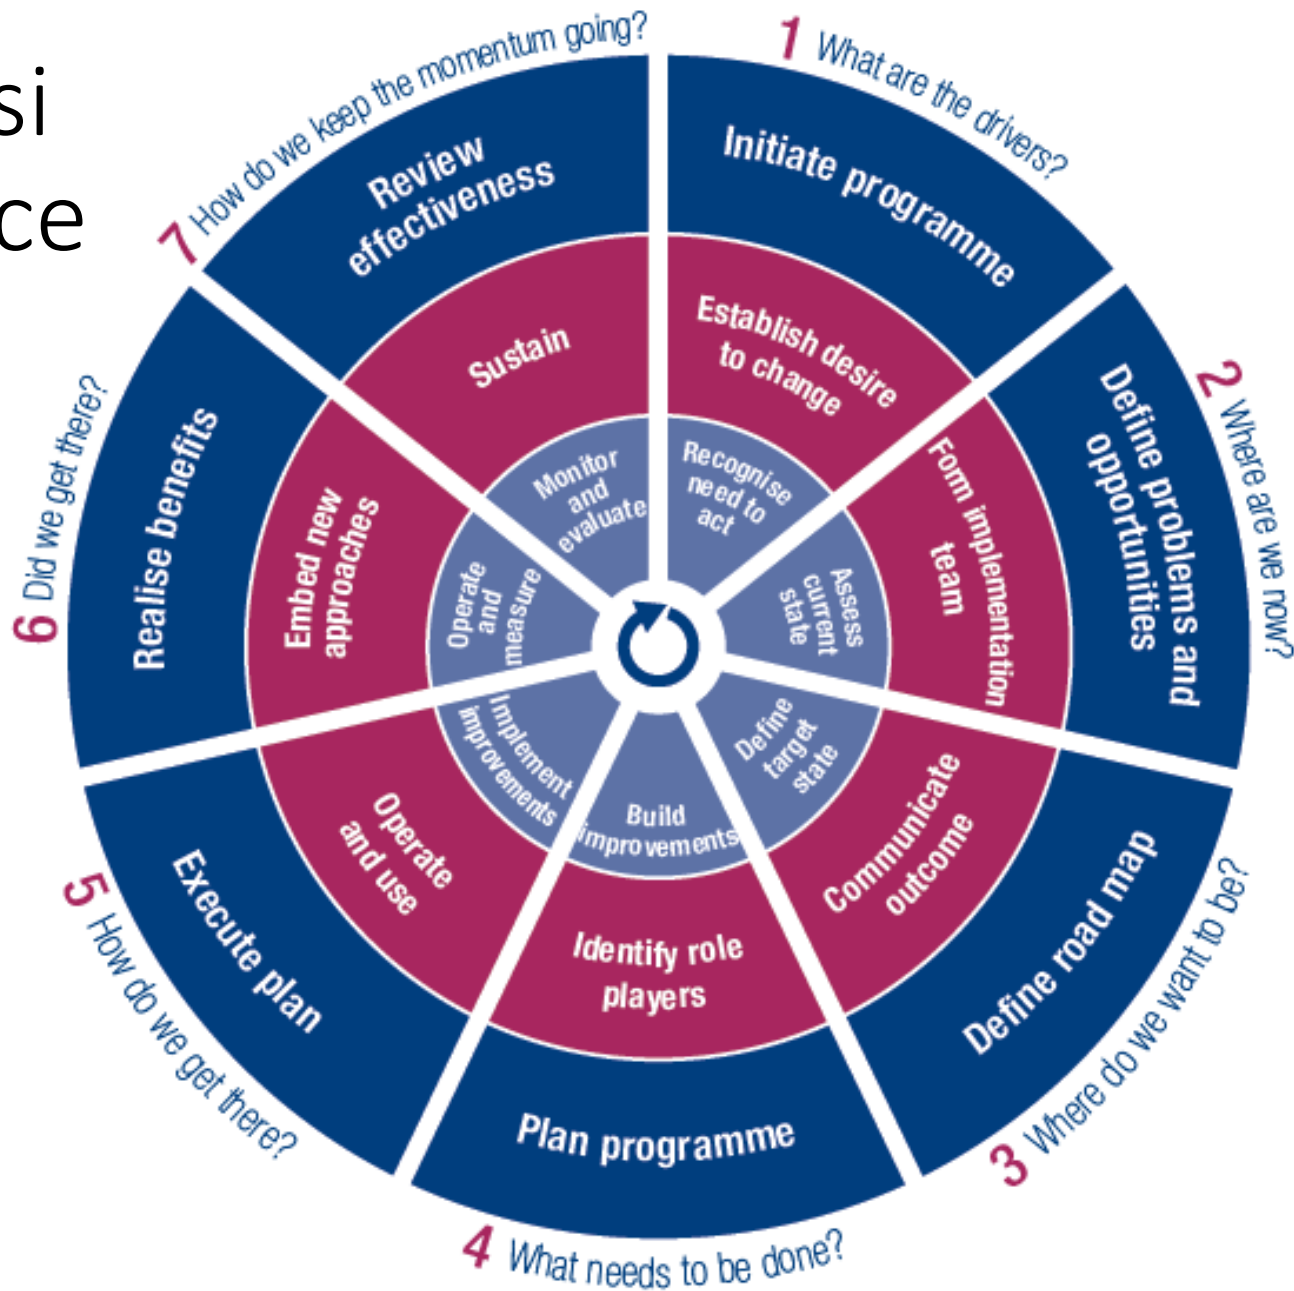 si
ce
1 What are the drivers?
Initiate programme
Establish desire
to change
Recognise
need to
act
2 Where are we now?
Define problems and
opportunities
Form implementation
team
Assess
current
state
3 Where do we want to be?
Define road map
Communicate
outcome
Define
target
state
4 What needs to be done?
Plan programme
Identify role
players
Build
improvements
5 How do we get there?
Execute plan
Operate
and use
Implement
improvements
6 Did we get there?
Realise benefits
Embed new
approaches
Operate
and
measure
7 How do we keep the momentum going?
Review
effectiveness
Sustain
Monitor
and
evaluate